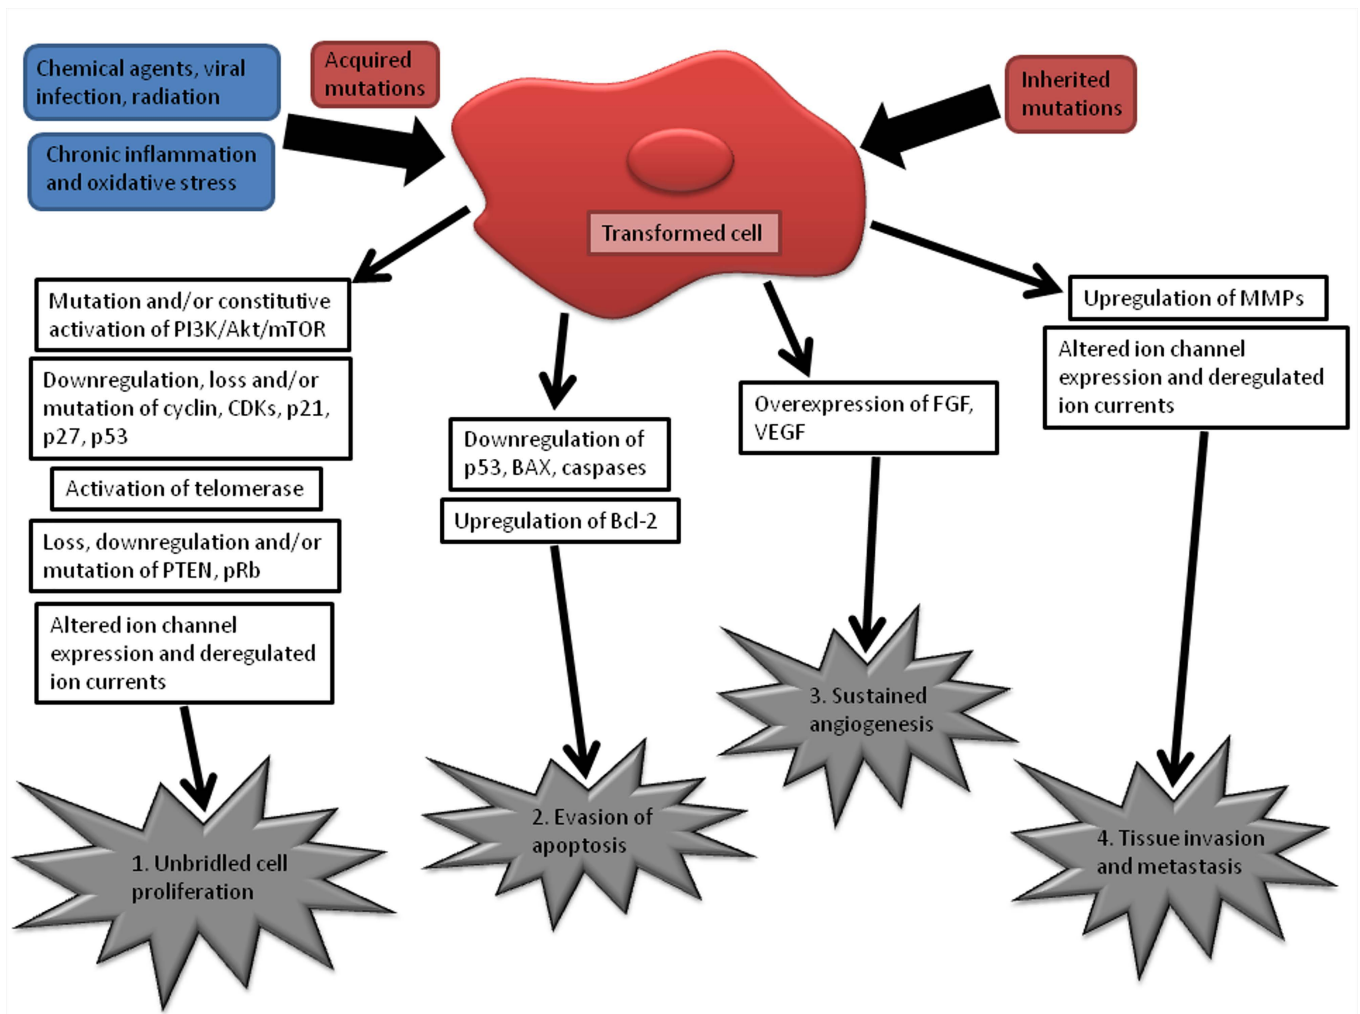 Chemical agents, viral
infection, radiation
Acquired
mutations
Inherited
mutations
Chronic inflammation
and oxidative stress
Transformed cell
Mutation and/or constitutive
activation of PI3K/Akt/mTOR
Downregulation, loss and/or
mutation of cyclin, CDKs, p21,
p27, p53
Activation of telomerase
Loss, downregulation and/or
mutation of PTEN, pRb
Altered ion channel
expression and deregulated
ion currents
1. Unbridled cell
proliferation
Downregulation of
p53, BAX, caspases
Upregulation of Bcl-2
2. Evasion of
apoptosis
Overexpression of FGF,
VEGF
3. Sustained
angiogenesis
Upregulation of MMPs
Altered ion channel
expression and deregulated
ion currents
4. Tissue invasion
and metastasis